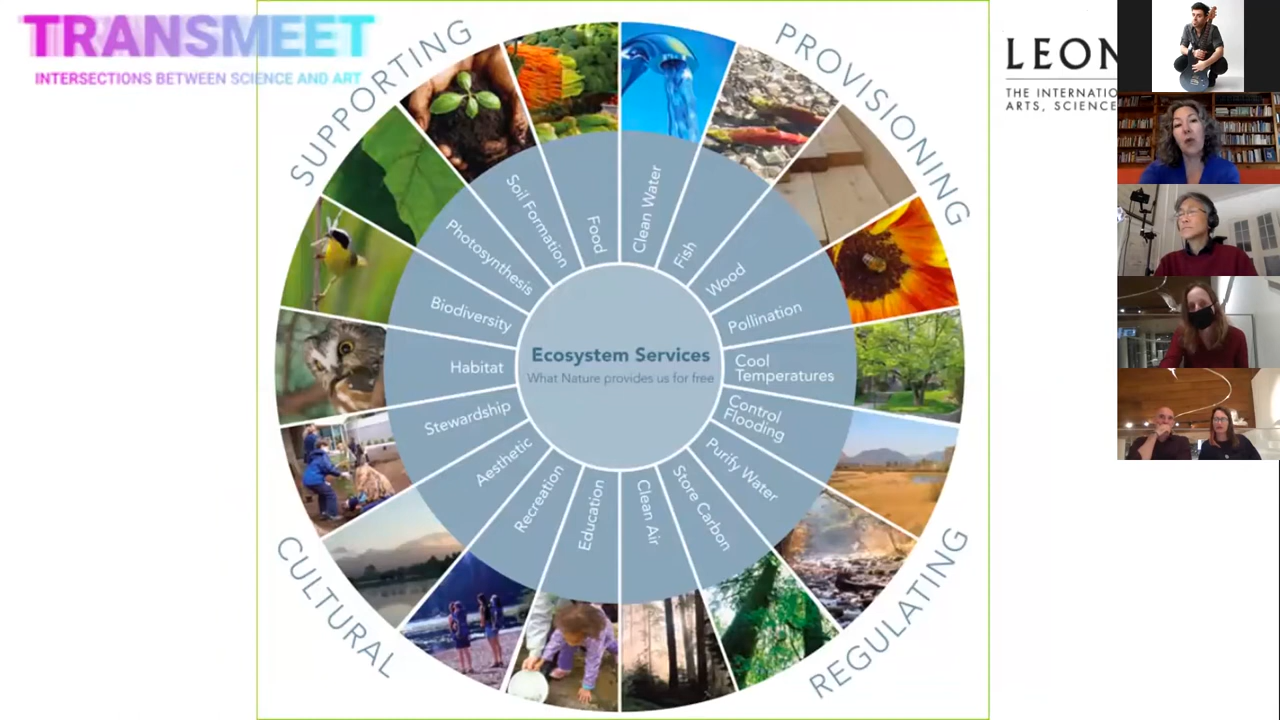 TRANSMEET
INTERSECTIONS BETWEEN SCIENCE AND ART
SUPPORTING
PROVISIONING
LEON
THE INTERNATIO
ARTS, SCIENCE
Soil Formation
Food
Clean Water
Fish
Wood
Photosynthesis
Pollination
Biodiversity
Habitat
Ecosystem Services
What Nature provides us for free
Cool
Temperatures
Control
Flooding
Stewardship
Aesthetic
Recreation
Education
Clean Air
Store Carbon
Purify Water
CULTURAL
REGULATING